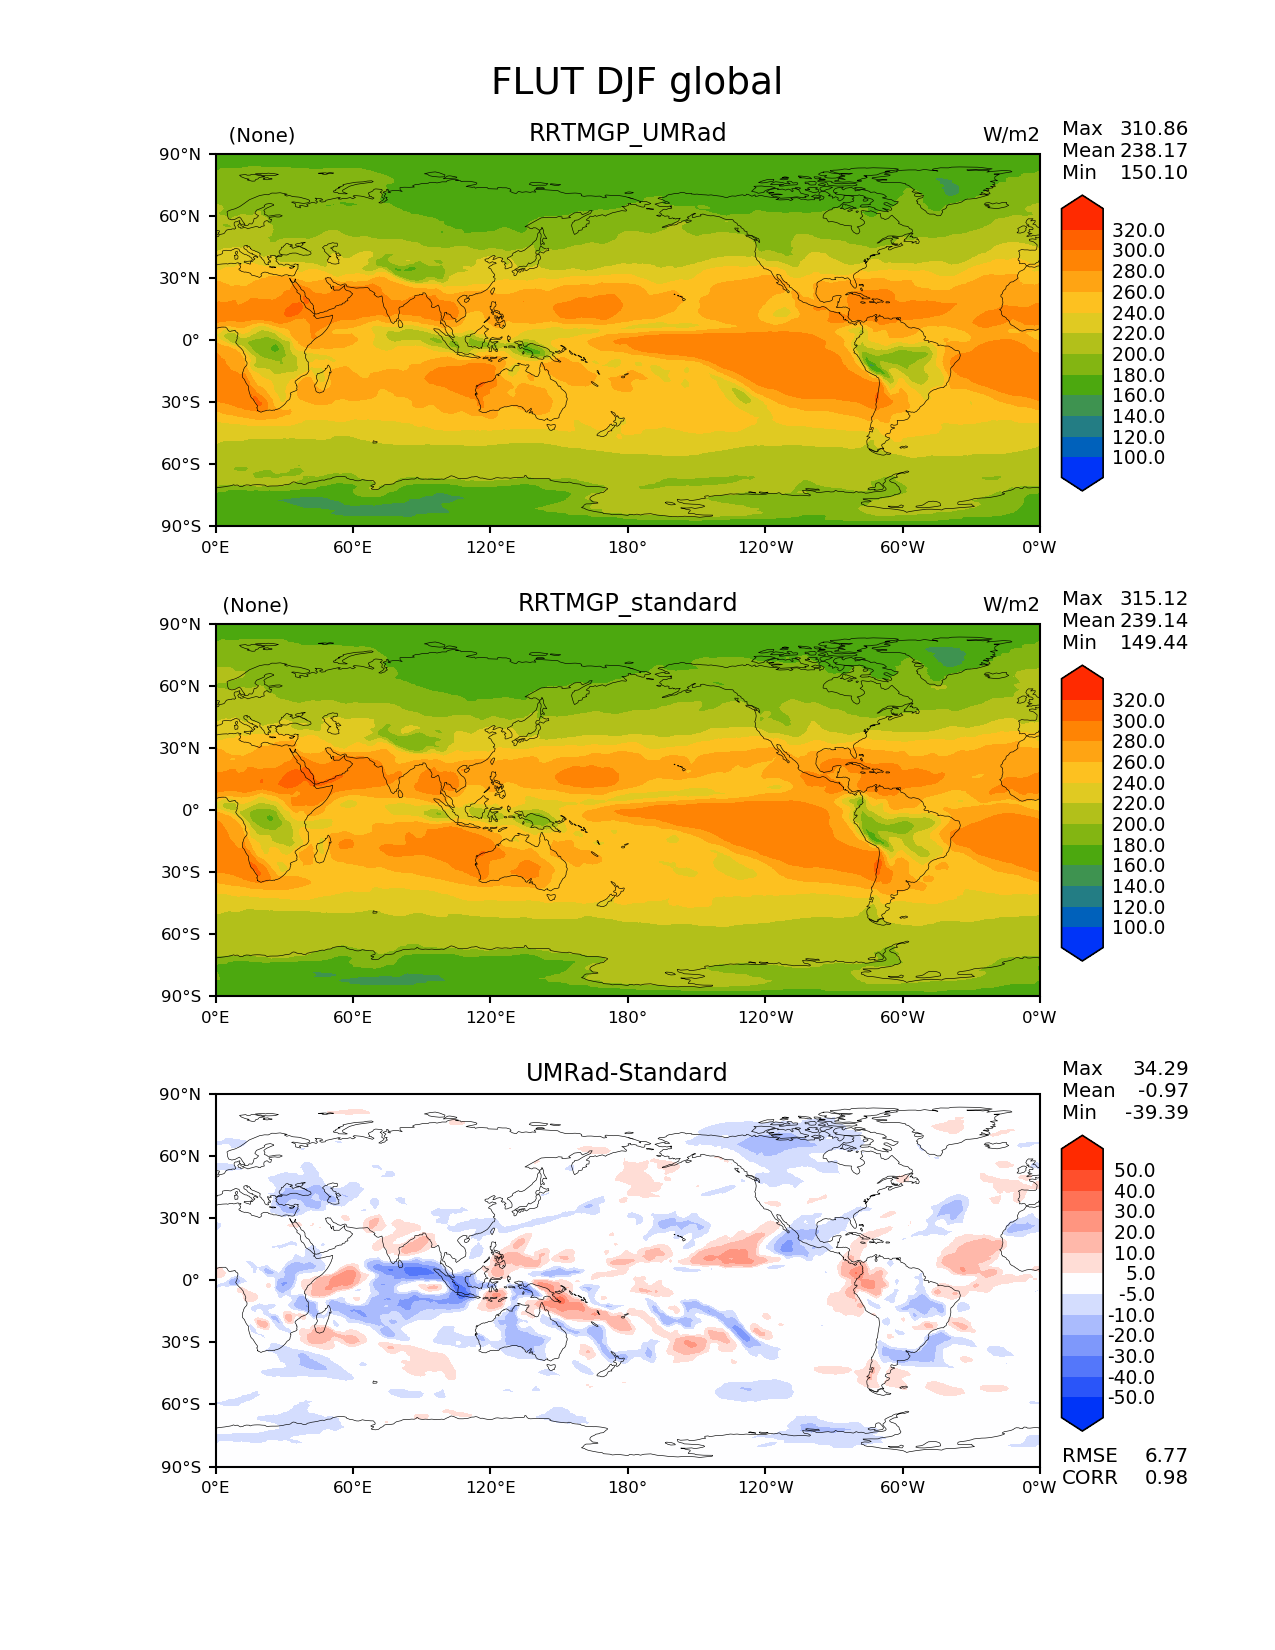 FLUT DJF global
(None) RRTMGP_UMRad W/m2
Max 310.86
Mean 238.17
Min 150.10
90°N
60°N
30°N
0°
30°S
60°S
90°S
0°E 60°E 120°E 180° 120°W 60°W 0°W
320.0
300.0
280.0
260.0
240.0
220.0
200.0
180.0
160.0
140.0
120.0
100.0
(None) RRTMGP_standard W/m2
Max 315.12
Mean 239.14
Min 149.44
90°N
60°N
30°N
0°
30°S
60°S
90°S
0°E 60°E 120°E 180° 120°W 60°W 0°W
320.0
300.0
280.0
260.0
240.0
220.0
200.0
180.0
160.0
140.0
120.0
100.0
UMRad-Standard
Max 34.29
Mean -0.97
Min -39.39
90°N
60°N
30°N
0°
30°S
60°S
90°S
0°E 60°E 120°E 180° 120°W 60°W 0°W
50.0
40.0
30.0
20.0
10.0
5.0
-5.0
-10.0
-20.0
-30.0
-40.0
-50.0
RMSE 6.77
CORR 0.98